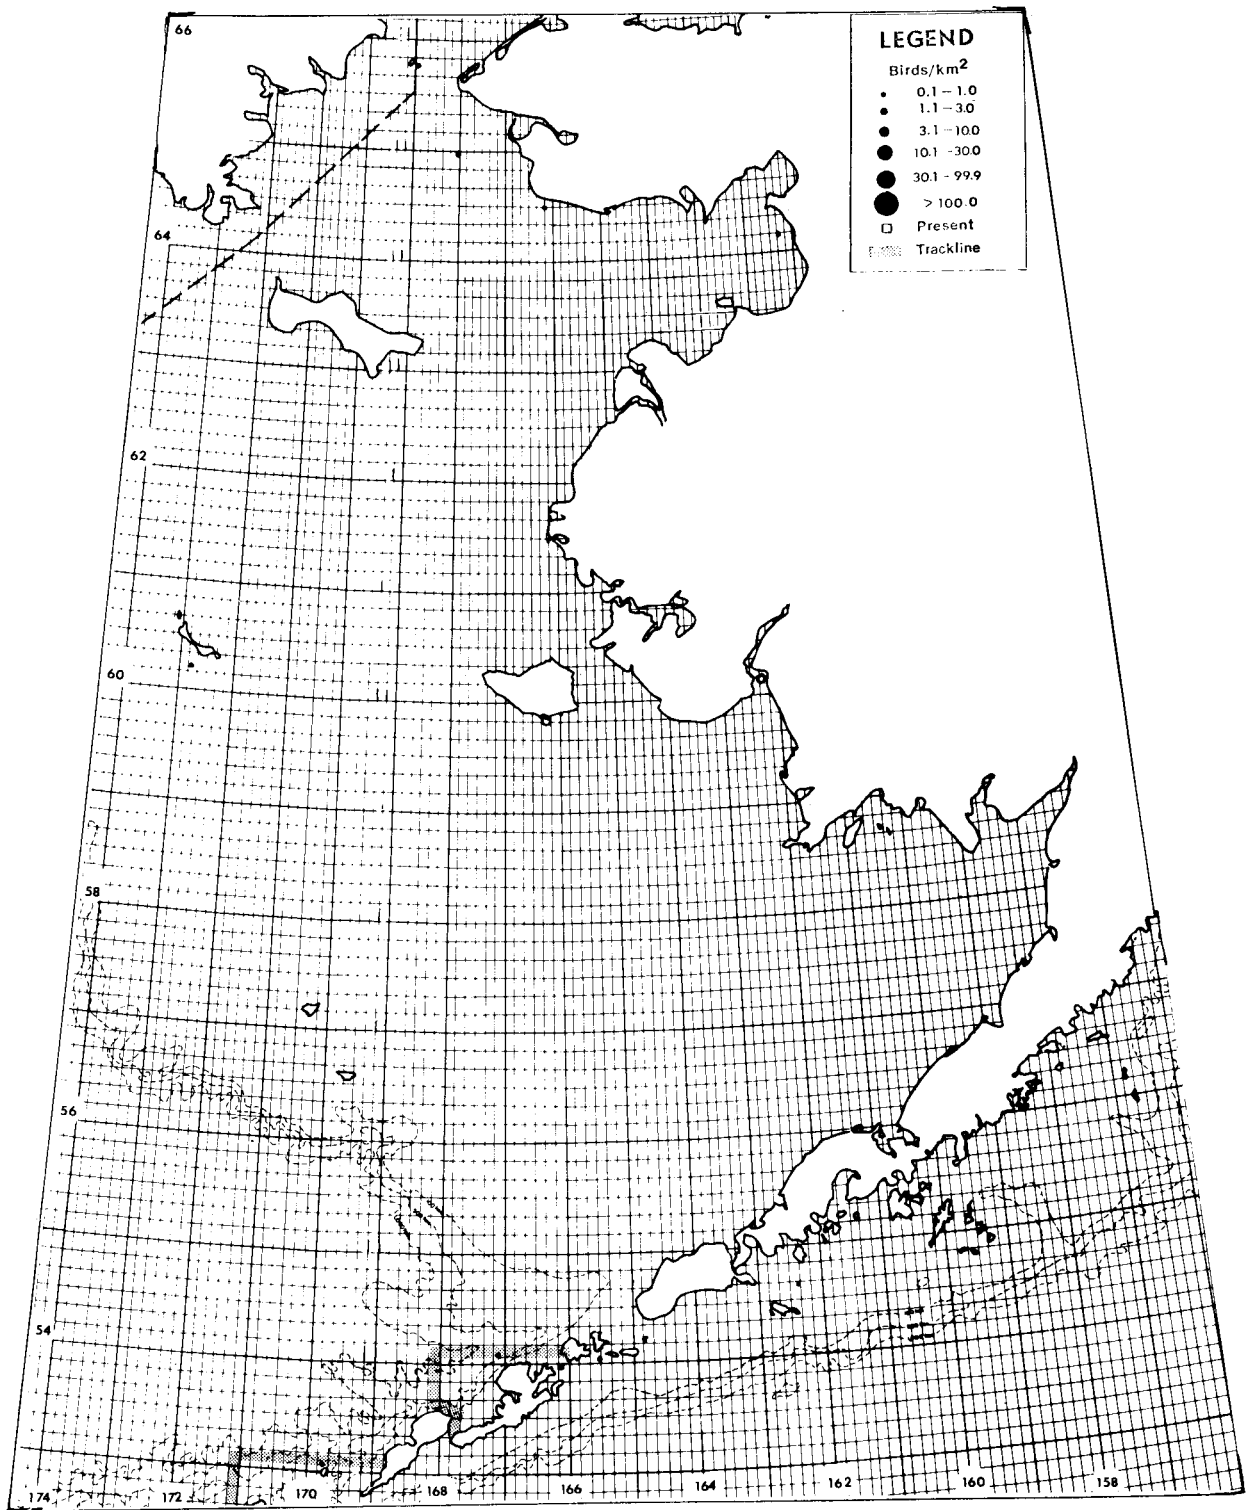 66
LEGEND
Birds/km²
0.1 – 1.0
1.1 – 3.0
3.1 – 10.0
10.1 – 30.0
30.1 – 99.9
> 100.0
Present
Trackline
64
62
60
58
56
54
174 172 170 168 166 164 162 160 158